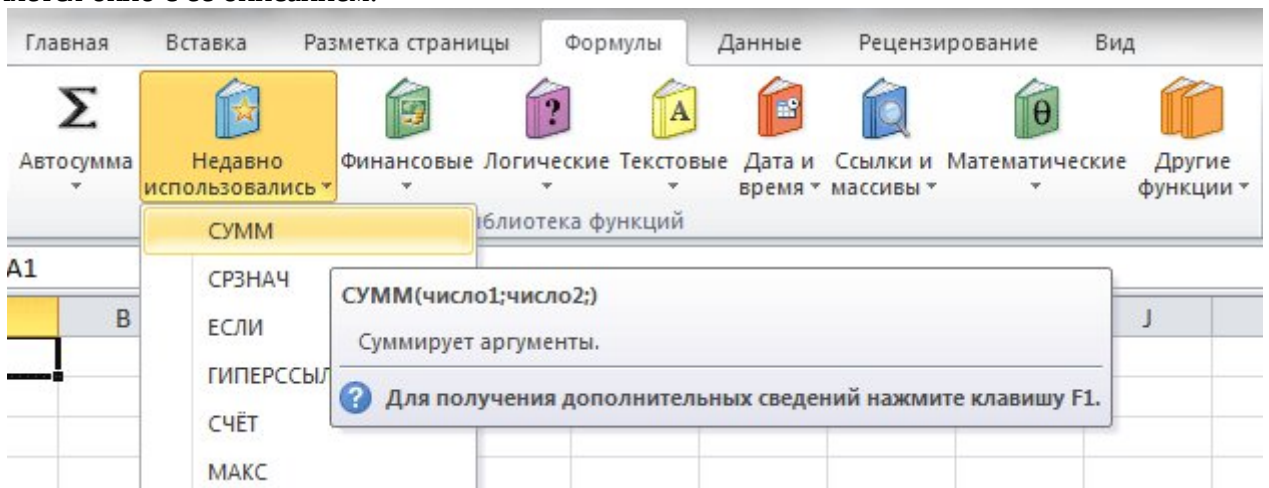 Главная Вставка Разметка страницы Формулы Данные Рецензирование Вид
Σ ? A θ
Автосумма Недавно использовались Финансовые Логические Текстовые Дата и время Ссылки и массивы Математические Другие функции
блиотека функций
СУММ
A1
СРЗНАЧ
СУММ(число1;число2;)
B
J
ЕСЛИ
Суммирует аргументы.
ГИПЕРССЫЛ
? Для получения дополнительных сведений нажмите клавишу F1.
СЧЁТ
МАКС